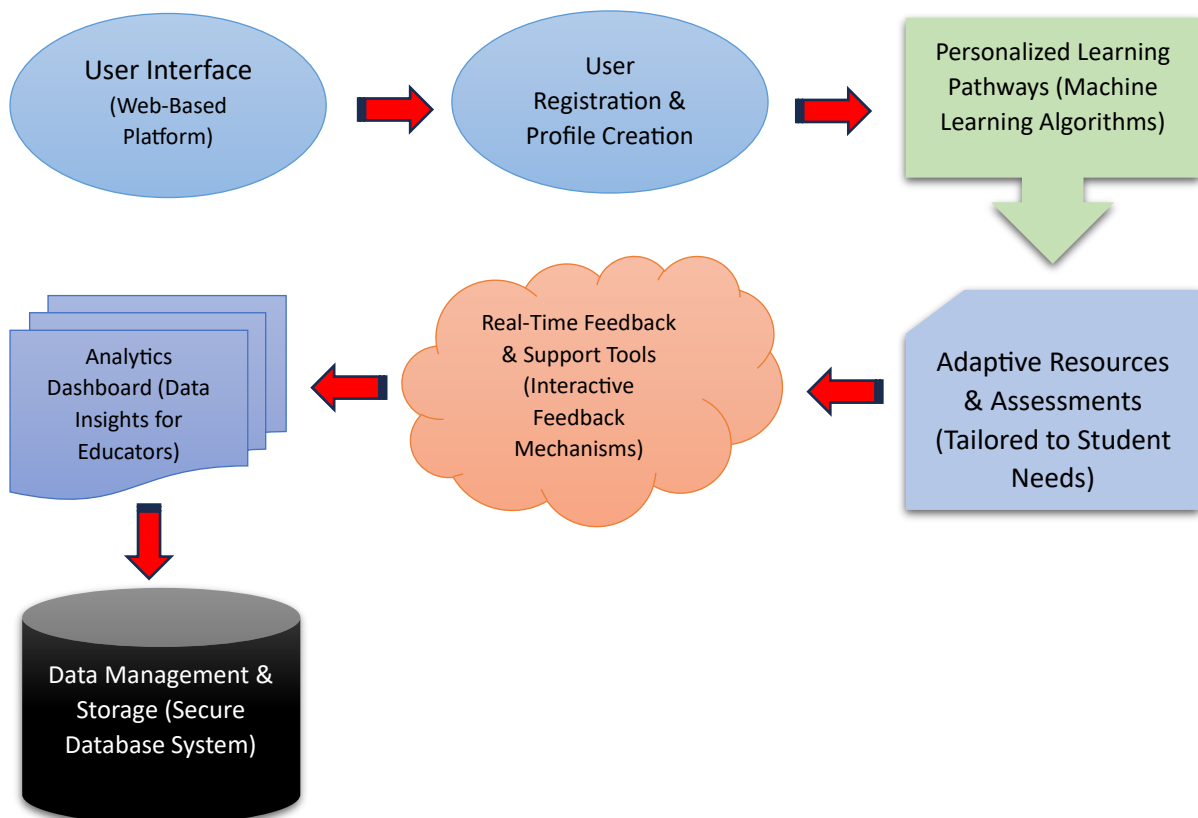 User Interface
(Web-Based
Platform)
User
Registration &
Profile Creation
Personalized Learning
Pathways (Machine
Learning Algorithms)
Adaptive Resources
& Assessments
(Tailored to Student
Needs)
Real-Time Feedback
& Support Tools
(Interactive
Feedback
Mechanisms)
Analytics
Dashboard (Data
Insights for
Educators)
Data Management &
Storage (Secure
Database System)